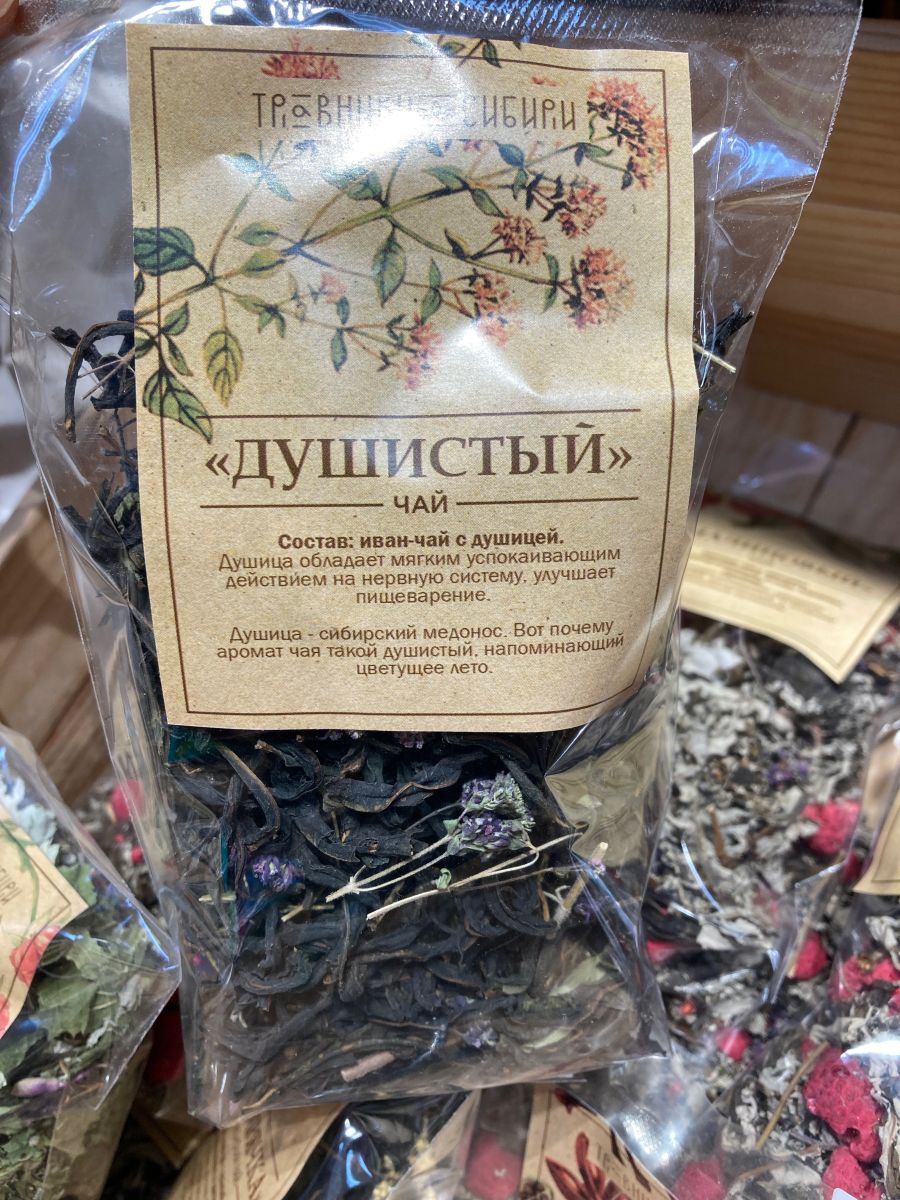 ТРАВНИКИ СИБИРИ
«ДУШИСТЫЙ»
ЧАЙ
Состав: иван-чай с душицей.
Душица обладает мягким успокаивающим
действием на нервную систему, улучшает
пищеварение.
Душица - сибирский медонос. Вот почему
аромат чая такой душистый, напоминающий
цветущее лето.